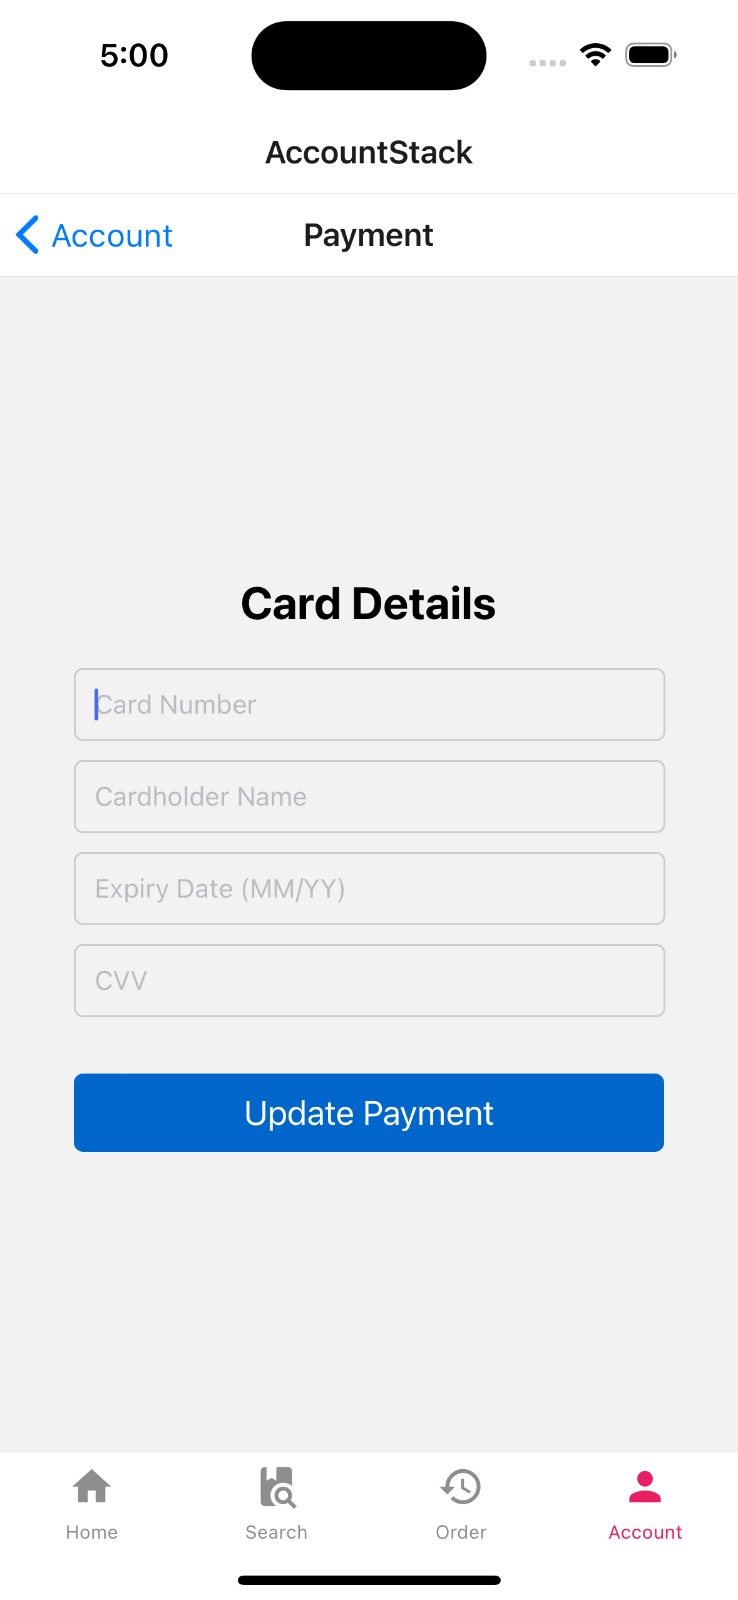 5:00
AccountStack
Account
Payment
Card Details
Card Number
Cardholder Name
Expiry Date (MM/YY)
CVV
Update Payment
Home
Search
Order
Account